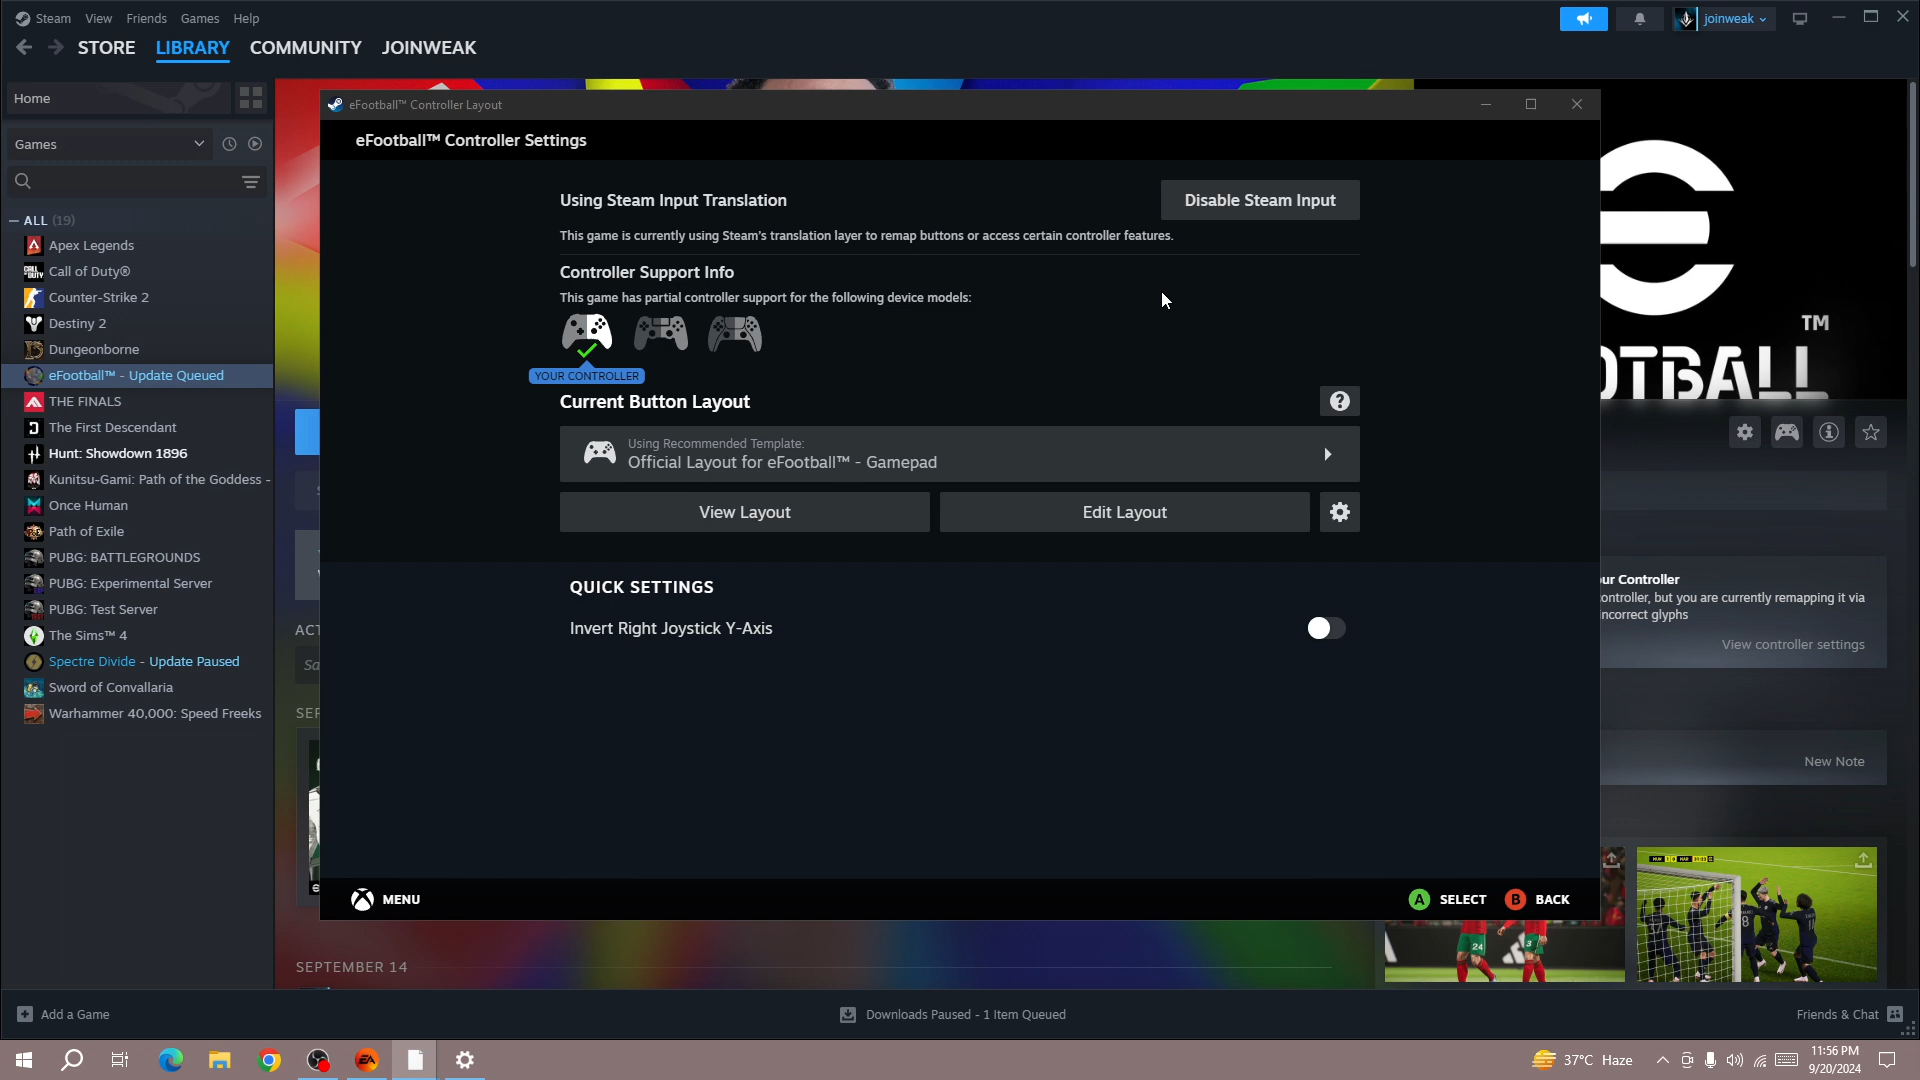 Steam View Friends Games Help
joinweak
STORE LIBRARY COMMUNITY JOINWEAK
Home
Games
ALL (19)
Apex Legends
Call of Duty®
Counter-Strike 2
Destiny 2
Dungeonborne
eFootball™ - Update Queued
THE FINALS
The First Descendant
Hunt: Showdown 1896
Kunitsu-Gami: Path of the Goddess -
Once Human
Path of Exile
PUBG: BATTLEGROUNDS
PUBG: Experimental Server
PUBG: Test Server
The Sims™ 4
Spectre Divide - Update Paused
Sword of Convallaria
Warhammer 40,000: Speed Freeks
eFootball™ Controller Layout
eFootball™ Controller Settings
Using Steam Input Translation
Disable Steam Input
This game is currently using Steam's translation layer to remap buttons or access certain controller features.
Controller Support Info
This game has partial controller support for the following device models:
YOUR CONTROLLER
Current Button Layout
Using Recommended Template:
Official Layout for eFootball™ - Gamepad
View Layout
Edit Layout
QUICK SETTINGS
Invert Right Joystick Y-Axis
MENU
A SELECT B BACK
TM
OTBALL
ur Controller
ontroller, but you are currently remapping it via
incorrect glyphs
View controller settings
New Note
SEPTEMBER 14
Add a Game
Downloads Paused - 1 Item Queued
Friends & Chat
37°C Haze
11:56 PM
9/20/2024